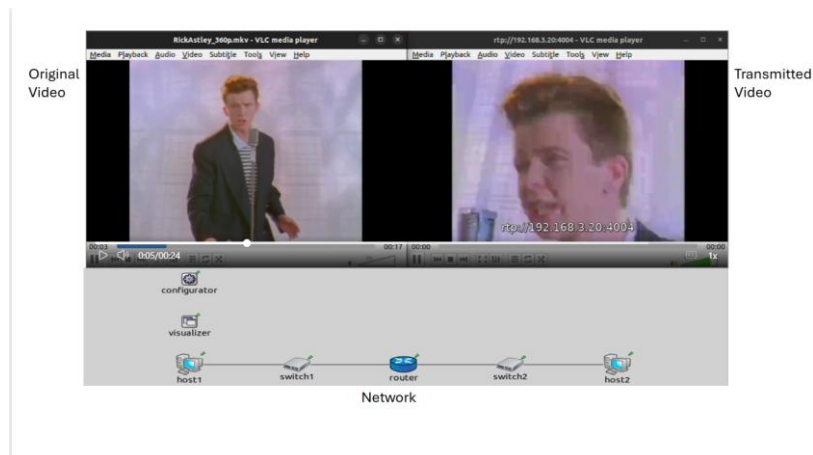 RickAstley_360p.mkv - VLC media player
rtp://192.168.3.20:4004 - VLC media player
Media Playback Audio Video Subtitle Tools View Help
Media Playback Audio Video Subtitle Tools View Help
Original
Video
Transmitted
Video
rtp://192.168.3.20:4004
00:03
00:17
00:00
00:00
0:05/00:24
1x
configurator
visualizer
host1
switch1
router
switch2
host2
Network